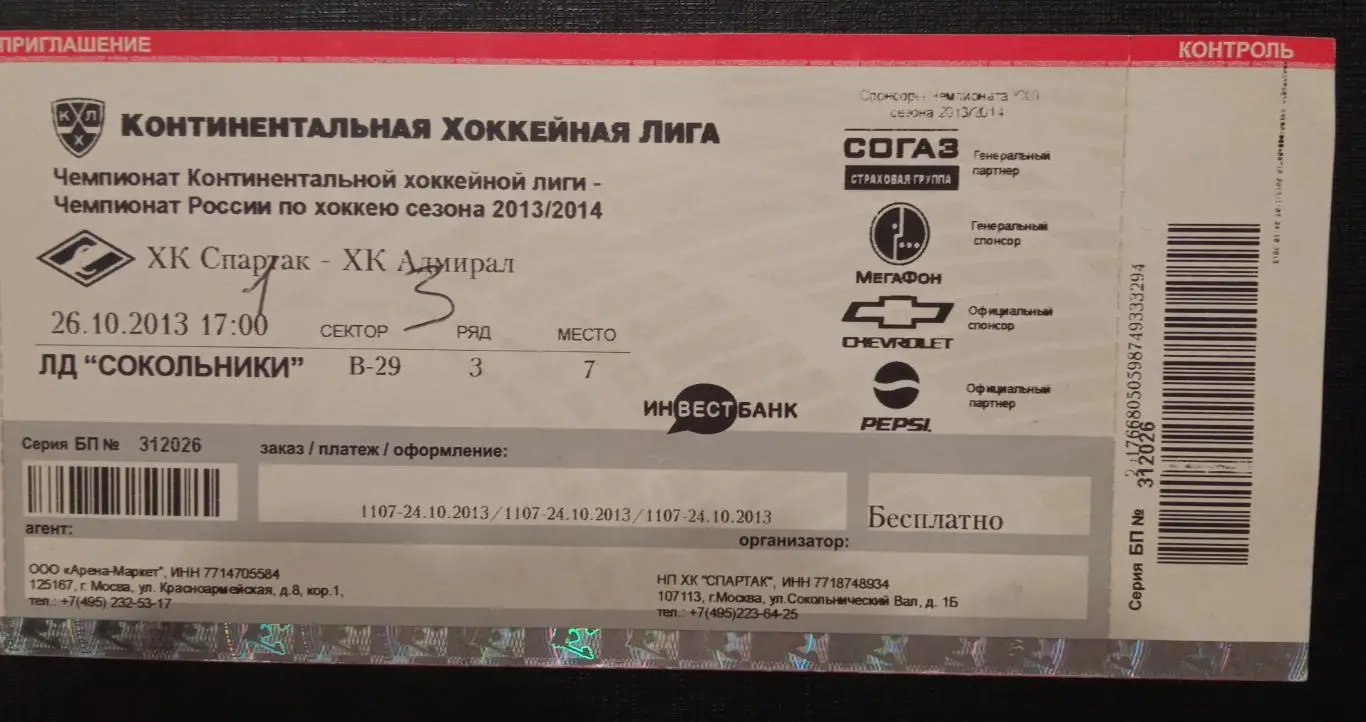 ПРИГЛАШЕНИЕ
КОНТРОЛЬ
КХЛ
КОНТИНЕНТАЛЬНАЯ ХОККЕЙНАЯ ЛИГА
Чемпионат Континентальной хоккейной лиги -
Чемпионат России по хоккею сезона 2013/2014
ХК Спартак - ХК Адмирал
1 3
26.10.2013 17:00
СЕКТОР РЯД МЕСТО
ЛД “СОКОЛЬНИКИ” В-29 3 7
Спонсоры чемпионата КХЛ
сезона 2013/2014
СОГАЗ
СТРАХОВАЯ ГРУППА
Генеральный
партнер
МЕГАФОН
Генеральный
спонсор
CHEVROLET
Официальный
спонсор
PEPSI.
Официальный
партнер
ИНВЕСТБАНК
Серия БП № 312026
заказ / платеж / оформление:
1107-24.10.2013/1107-24.10.2013/1107-24.10.2013
Бесплатно
агент:
ООО «Арена-Маркет", ИНН 7714705584
125167, г. Мосва, ул. Красноармейская, д.8, кор.1,
тел.: +7(495) 232-53-17
организатор:
НП ХК "СПАРТАК", ИНН 7718748934
107113, г.Москва, ул.Сокольнический Вал, д. 1Б
тел.: +7(495)223-64-25
Серия БП № 312026